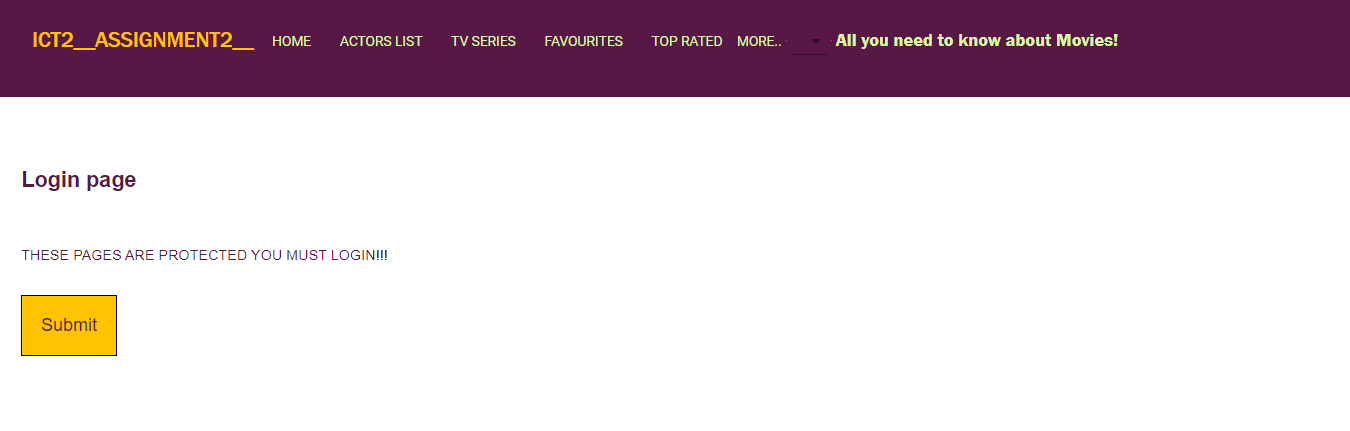 ICT2__ASSIGNMENT2__ HOME ACTORS LIST TV SERIES FAVOURITES TOP RATED MORE.. All you need to know about Movies!
Login page
THESE PAGES ARE PROTECTED YOU MUST LOGIN!!!
Submit